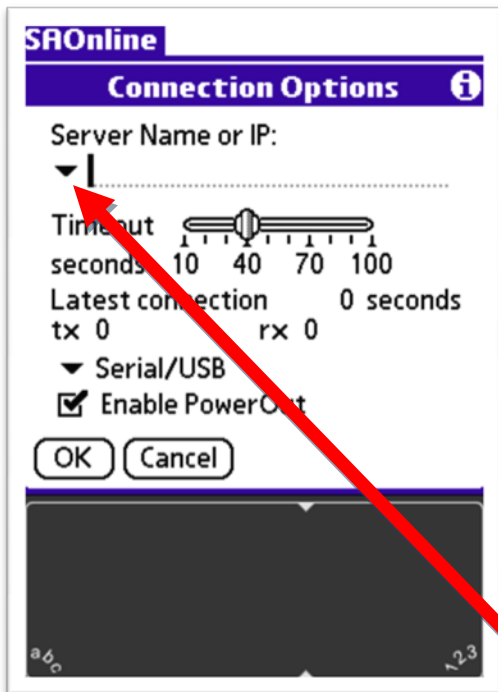 SAOnline
Connection Options i
Server Name or IP:
Timeout
seconds 10 40 70 100
Latest connection 0 seconds
tx 0 rx 0
Serial/USB
Enable PowerOut
OK Cancel
abc 123